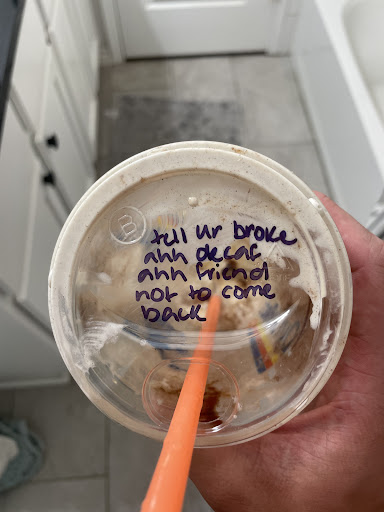 tell ur broke
ahh decaf
ahh friend
not to come
back